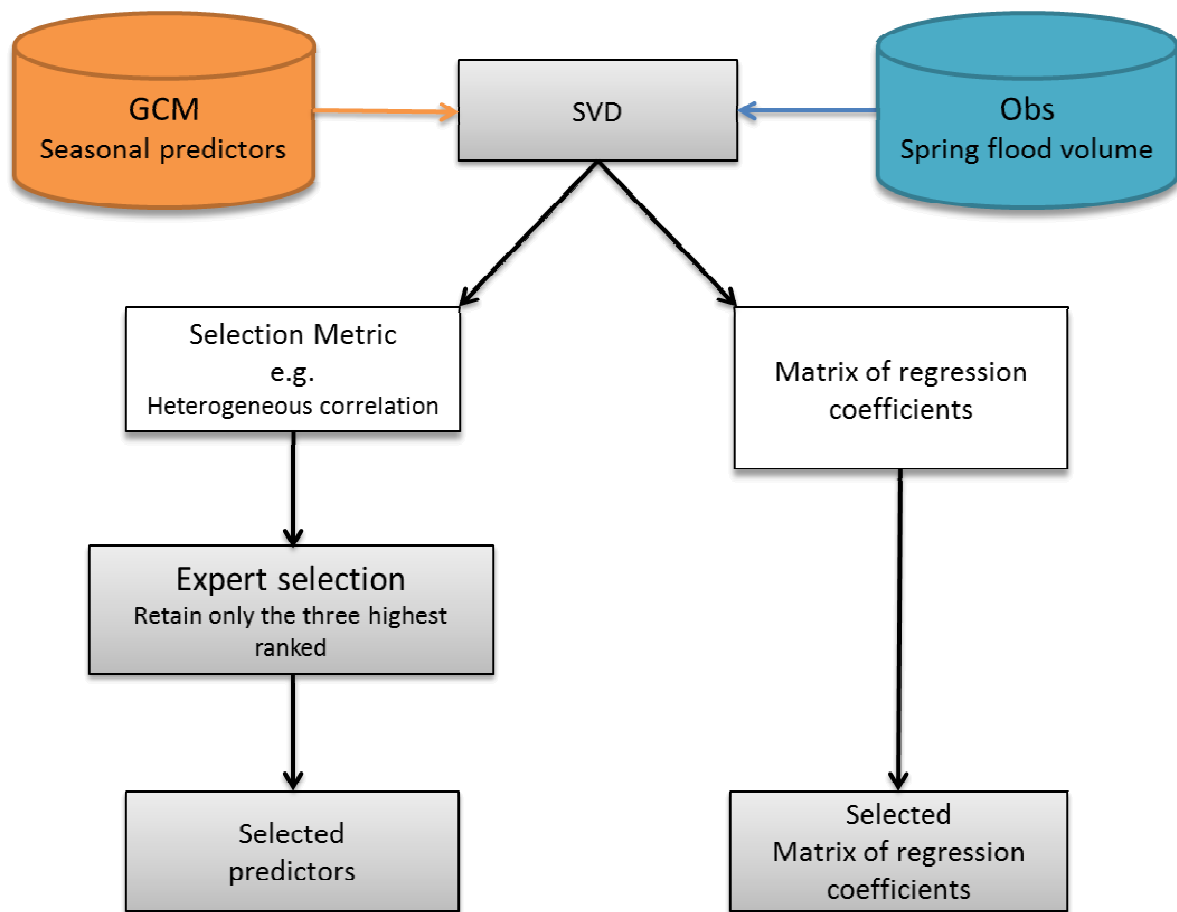 GCM
Seasonal predictors
SVD
Obs
Spring flood volume
Selection Metric
e.g.
Heterogeneous correlation
Matrix of regression
coefficients
Expert selection
Retain only the three highest
ranked
Selected
predictors
Selected
Matrix of regression
coefficients